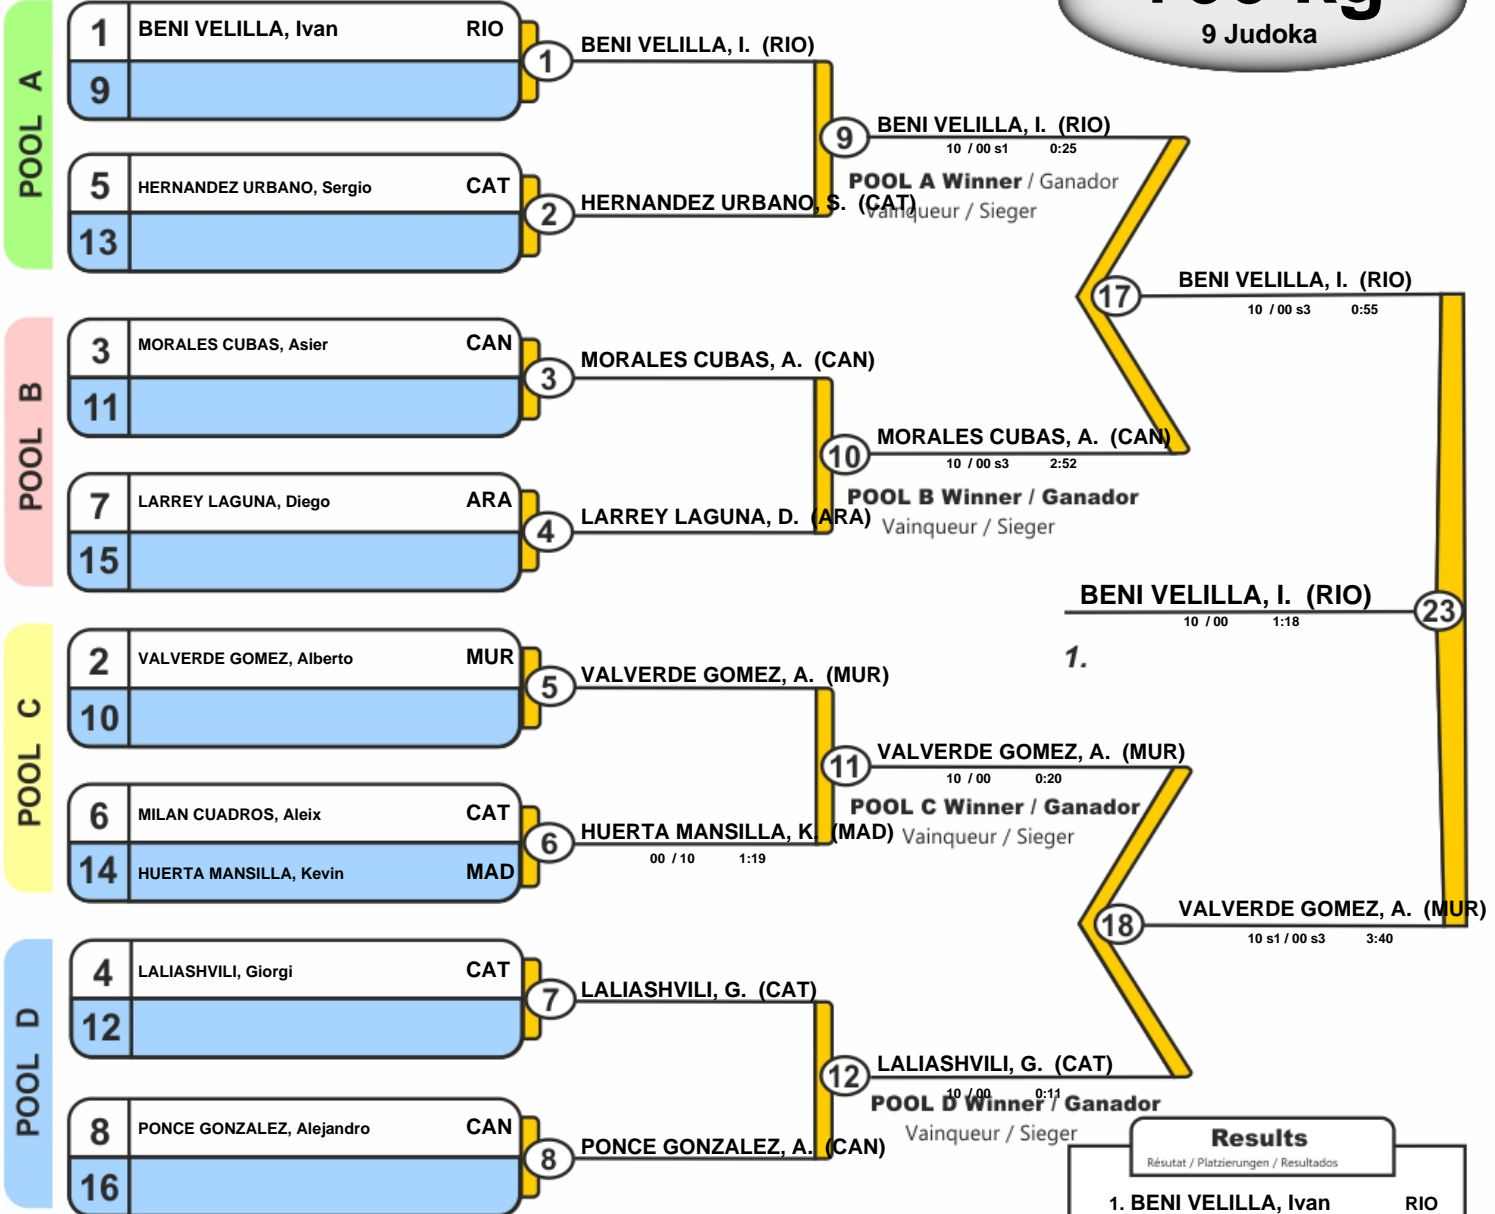 9 Judoka
POOL A
1 BENI VELILLA, Ivan RIO
9
1
BENI VELILLA, I. (RIO)
5 HERNANDEZ URBANO, Sergio CAT
13
2
HERNANDEZ URBANO, S. (CAT)
9
BENI VELILLA, I. (RIO)
10 / 00 s1 0:25
POOL A Winner / Ganador
Vainqueur / Sieger
POOL B
3 MORALES CUBAS, Asier CAN
11
3
MORALES CUBAS, A. (CAN)
7 LARREY LAGUNA, Diego ARA
15
4
LARREY LAGUNA, D. (ARA)
10
MORALES CUBAS, A. (CAN)
10 / 00 s3 2:52
POOL B Winner / Ganador
Vainqueur / Sieger
17
BENI VELILLA, I. (RIO)
10 / 00 s3 0:55
BENI VELILLA, I. (RIO)
10 / 00 1:18
23
1.
POOL C
2 VALVERDE GOMEZ, Alberto MUR
10
5
VALVERDE GOMEZ, A. (MUR)
6 MILAN CUADROS, Aleix CAT
14 HUERTA MANSILLA, Kevin MAD
6
HUERTA MANSILLA, K. (MAD)
00 / 10 1:19
11
VALVERDE GOMEZ, A. (MUR)
10 / 00 0:20
POOL C Winner / Ganador
Vainqueur / Sieger
18
VALVERDE GOMEZ, A. (MUR)
10 s1 / 00 s3 3:40
POOL D
4 LALIASHVILI, Giorgi CAT
12
7
LALIASHVILI, G. (CAT)
8 PONCE GONZALEZ, Alejandro CAN
16
8
PONCE GONZALEZ, A. (CAN)
12
LALIASHVILI, G. (CAT)
10 / 00 0:11
POOL D Winner / Ganador
Vainqueur / Sieger
Results
Résutat / Platzierungen / Resultados
1. BENI VELILLA, Ivan RIO